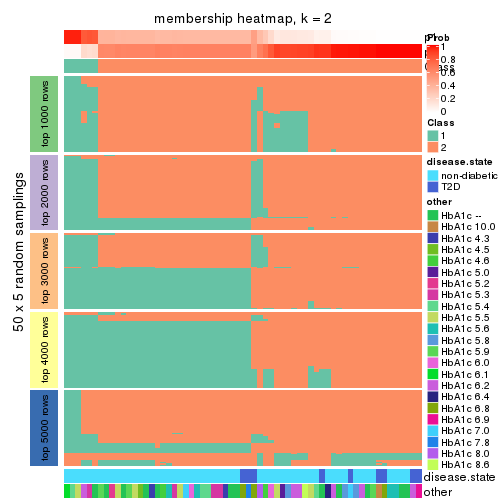 membership heatmap, k = 2
50 x 5 random samplings
top 1000 rows
top 2000 rows
top 3000 rows
top 4000 rows
top 5000 rows
disease.state
other
Prob
1
0.8
0.6
0.4
0.2
0
Class
1
2
disease.state
non-diabetic
T2D
other
HbA1c --
HbA1c 10.0
HbA1c 4.3
HbA1c 4.5
HbA1c 4.6
HbA1c 5.0
HbA1c 5.2
HbA1c 5.3
HbA1c 5.4
HbA1c 5.5
HbA1c 5.6
HbA1c 5.8
HbA1c 5.9
HbA1c 6.0
HbA1c 6.1
HbA1c 6.2
HbA1c 6.4
HbA1c 6.8
HbA1c 6.9
HbA1c 7.0
HbA1c 7.8
HbA1c 8.0
HbA1c 8.6